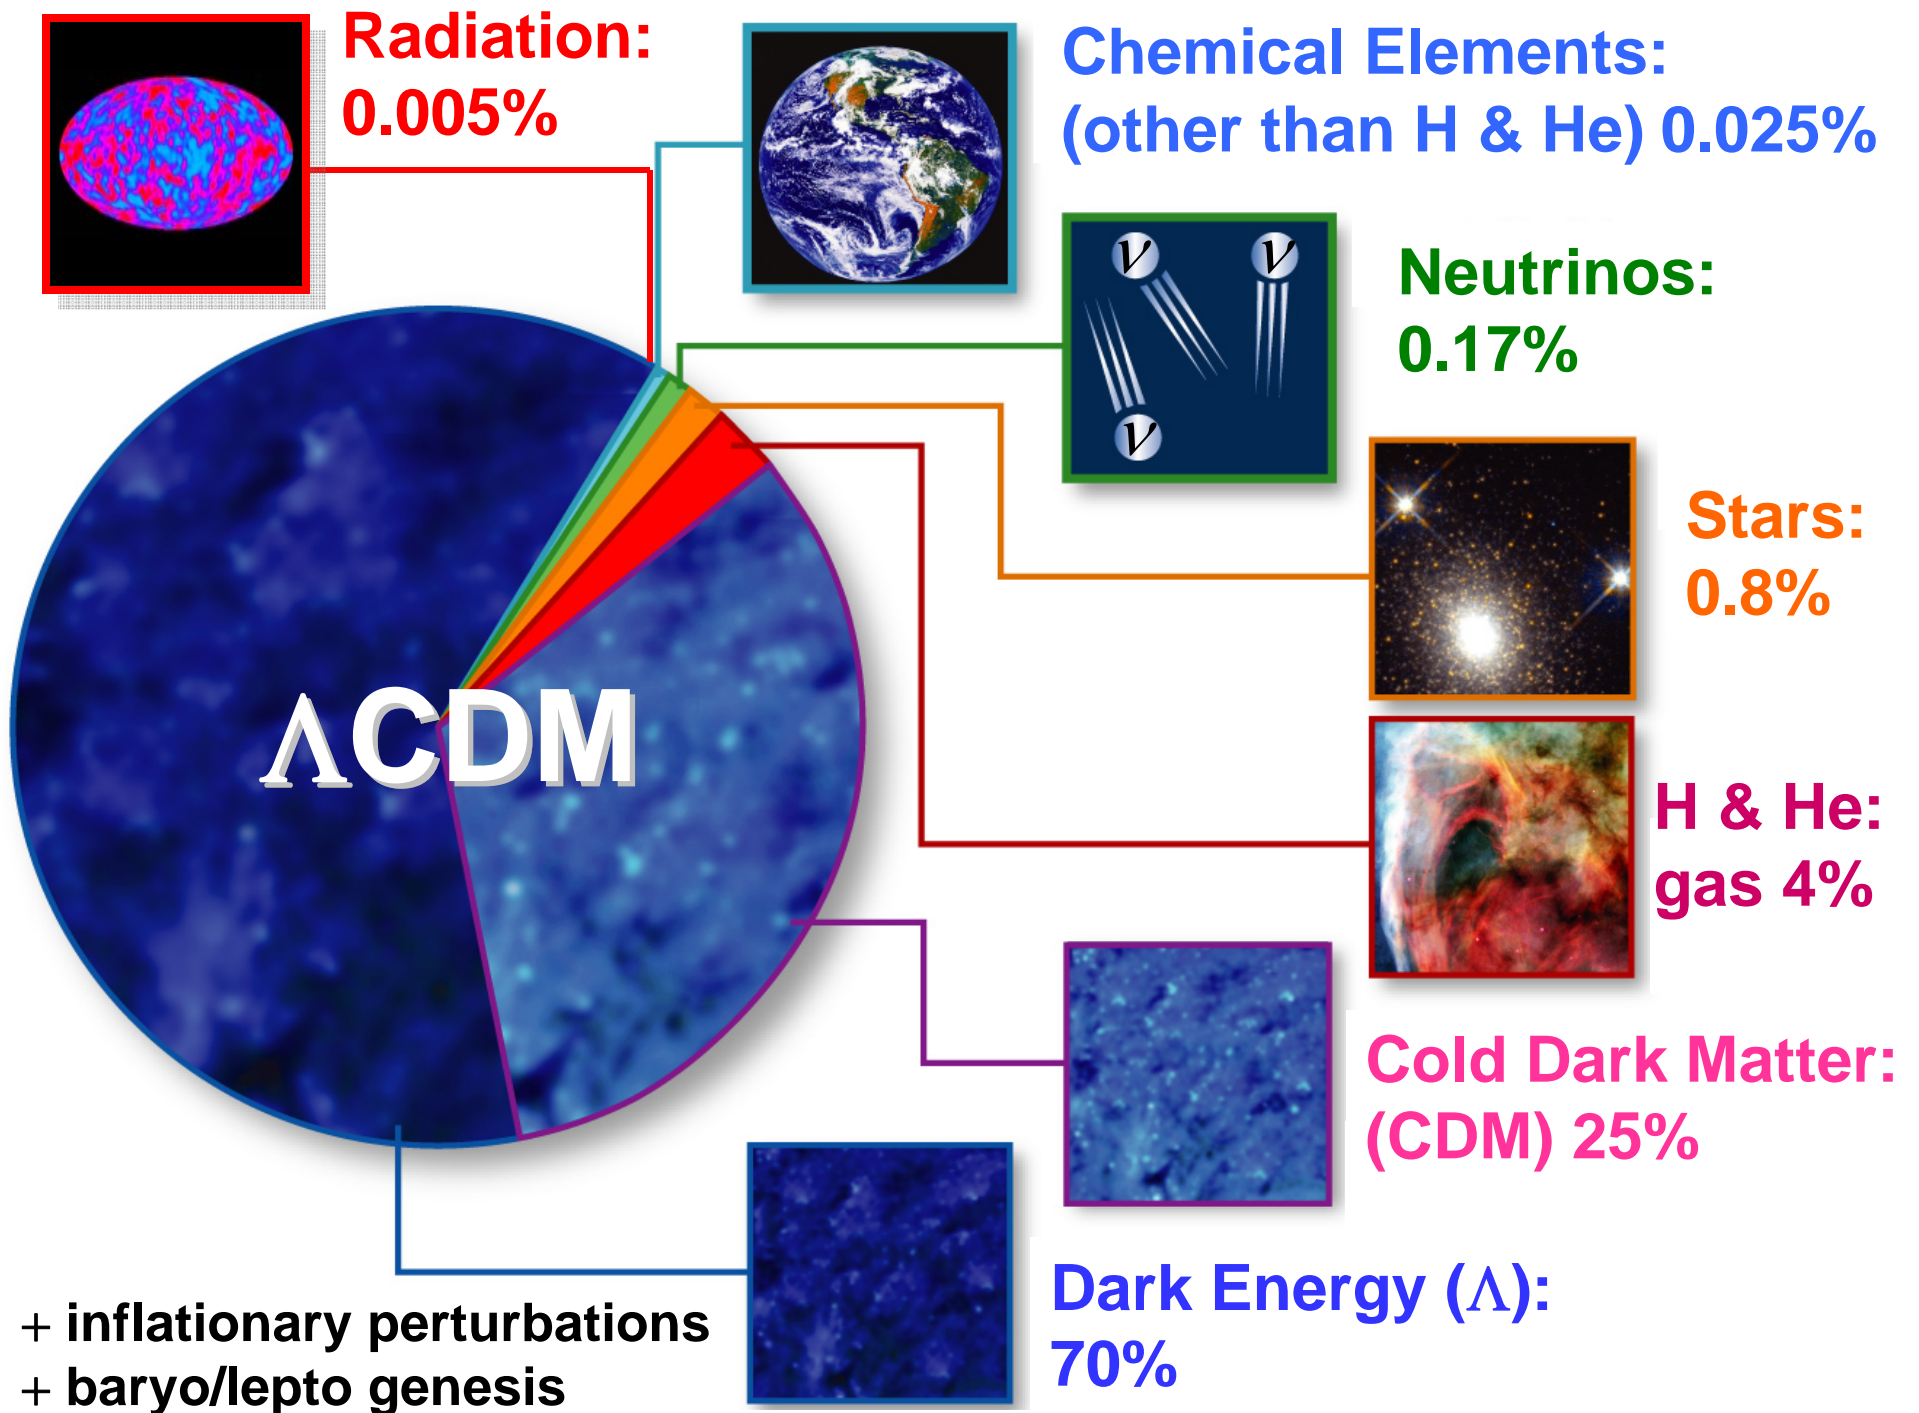 Radiation:
0.005%
Chemical Elements:
(other than H & He) 0.025%
ν
ν
ν
Neutrinos:
0.17%
Stars:
0.8%
ΛCDM
H & He:
gas 4%
Cold Dark Matter:
(CDM) 25%
Dark Energy (Λ):
70%
+ inflationary perturbations
+ baryo/lepto genesis